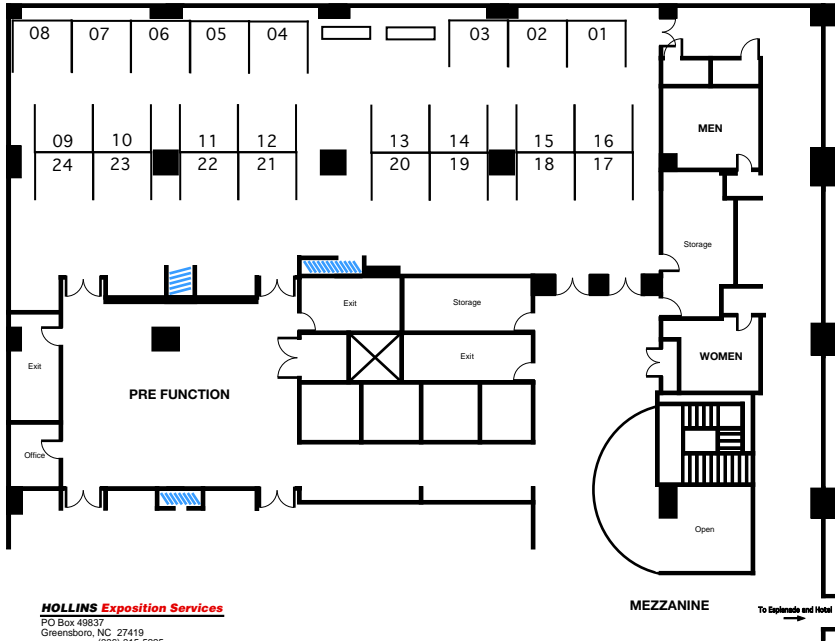 08 07 06 05 04 03 02 01
09 10 11 12 13 14 15 16
24 23 22 21 20 19 18 17
MEN
Storage
Exit Storage
Exit
WOMEN
Exit
PRE FUNCTION
Office
Open
HOLLINS Exposition Services
PO Box 49837
Greensboro, NC 27419
MEZZANINE
To Esplanade and Hotel